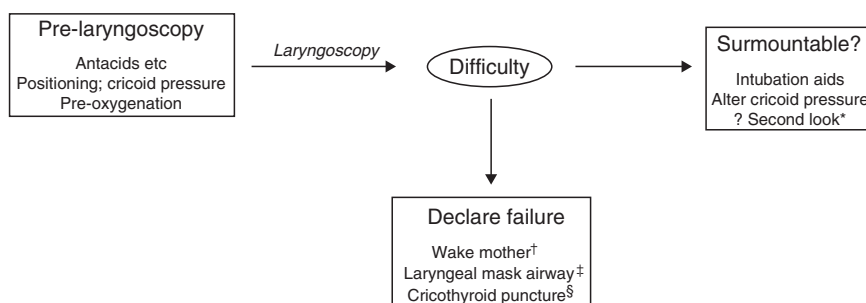 Pre-laryngoscopy
Antacids etc
Positioning; cricoid pressure
Pre-oxygenation
Laryngoscopy
Difficulty
Surmountable?
Intubation aids
Alter cricoid pressure
? Second look*
Declare failure
Wake mother†
Laryngeal mask airway‡
Cricothyroid puncture§